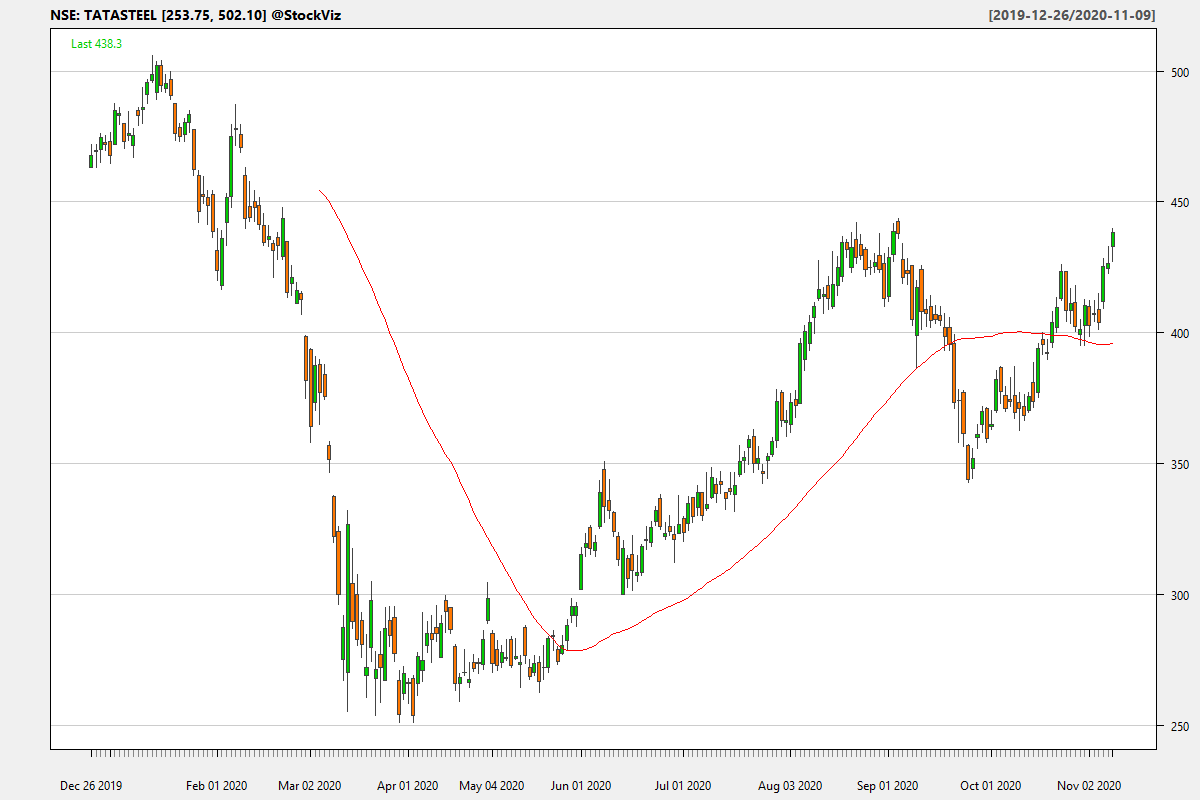 NSE: TATASTEEL [253.75, 502.10] @StockViz
[2019-12-26/2020-11-09]
Last 438.3
500
450
400
350
300
250
Dec 26 2019 Feb 01 2020 Mar 02 2020 Apr 01 2020 May 04 2020 Jun 01 2020 Jul 01 2020 Aug 03 2020 Sep 01 2020 Oct 01 2020 Nov 02 2020